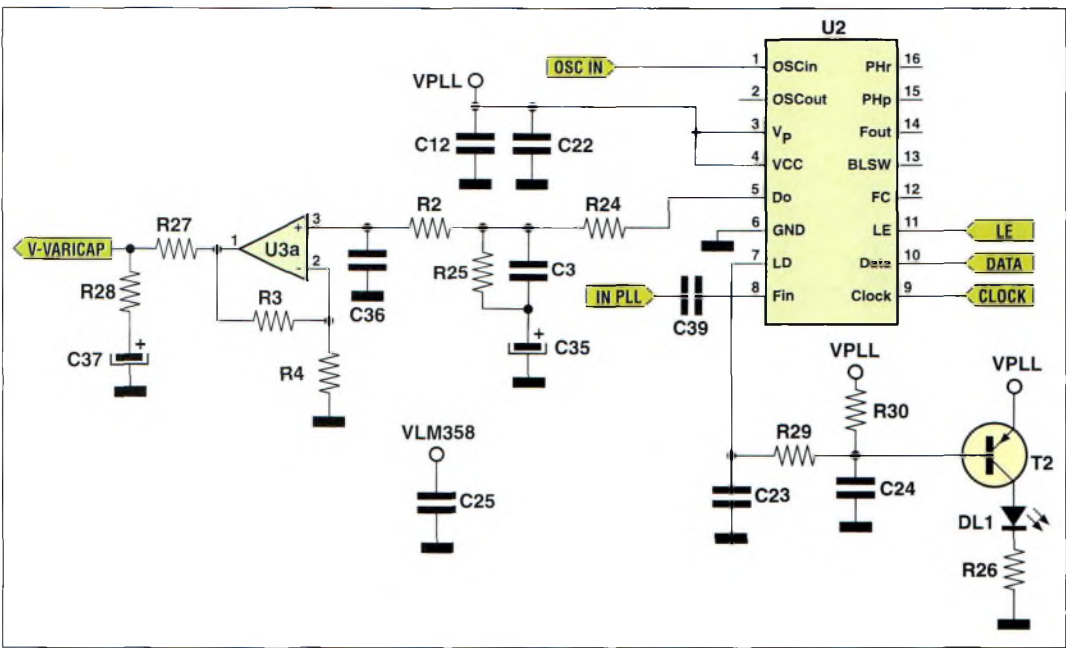 U2
OSC IN
1 OSCin PHr 16
2 OSCout PHp 15
3 VP Fout 14
4 VCC BLSW 13
5 Do FC 12
6 GND LE 11
7 LD Data 10
8 Fin Clock 9
LE
DATA
CLOCK
VPLL
C12
C22
R27
R2
R24
V-VARICAP
1
U3a
+ 3
- 2
R28
R3
C36
R25
C3
IN PLL
C39
C37
+
R4
+
C35
VPLL
VPLL
VLM358
R30
R29
T2
C25
C23
C24
DL1
R26